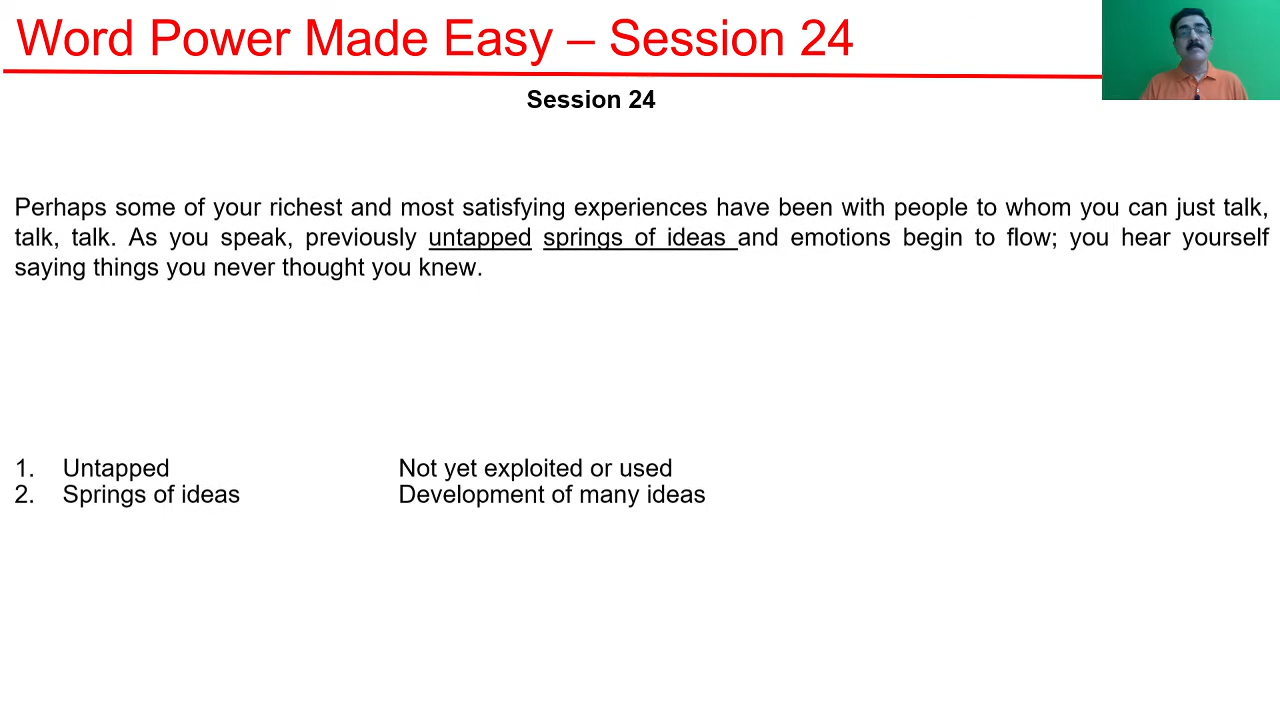 Word Power Made Easy – Session 24
Session 24
Perhaps some of your richest and most satisfying experiences have been with people to whom you can just talk,
talk, talk. As you speak, previously untapped springs of ideas and emotions begin to flow; you hear yourself
saying things you never thought you knew.
1. Untapped Not yet exploited or used
2. Springs of ideas Development of many ideas